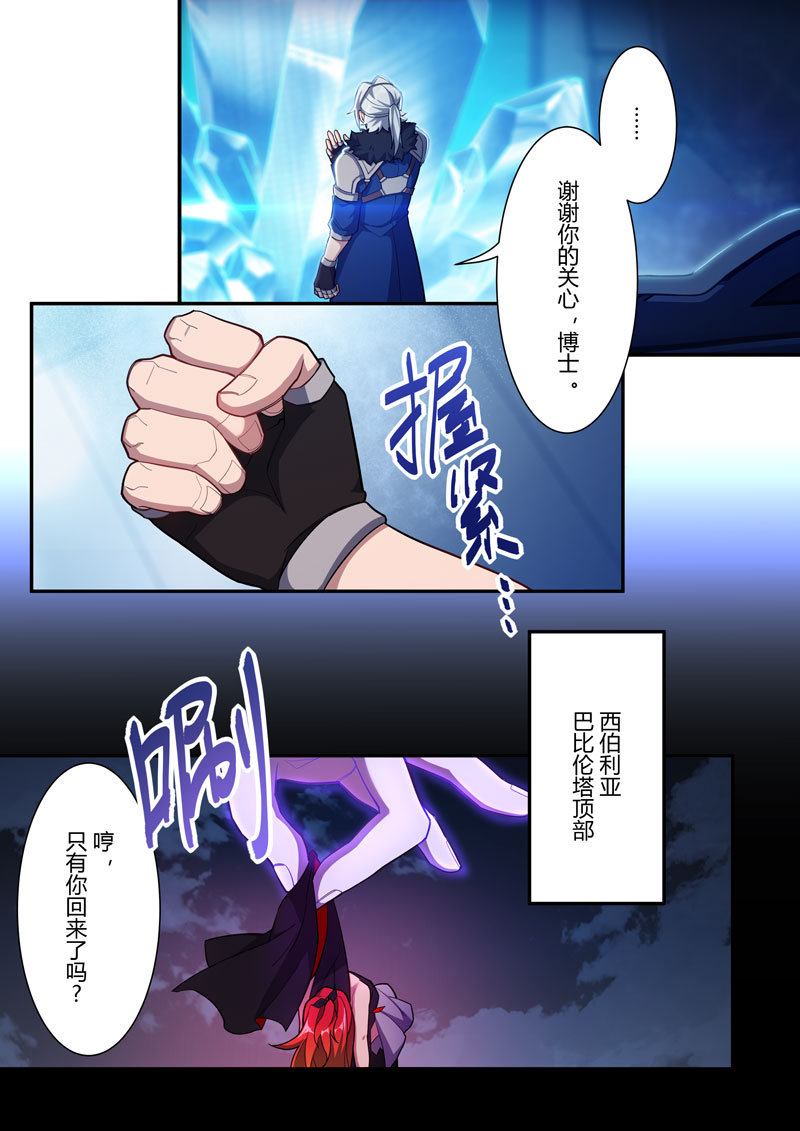 ……
谢谢你的关心，博士。
握紧…
西伯利亚
巴比伦塔顶部
唰
哼，
只有你回来了吗？